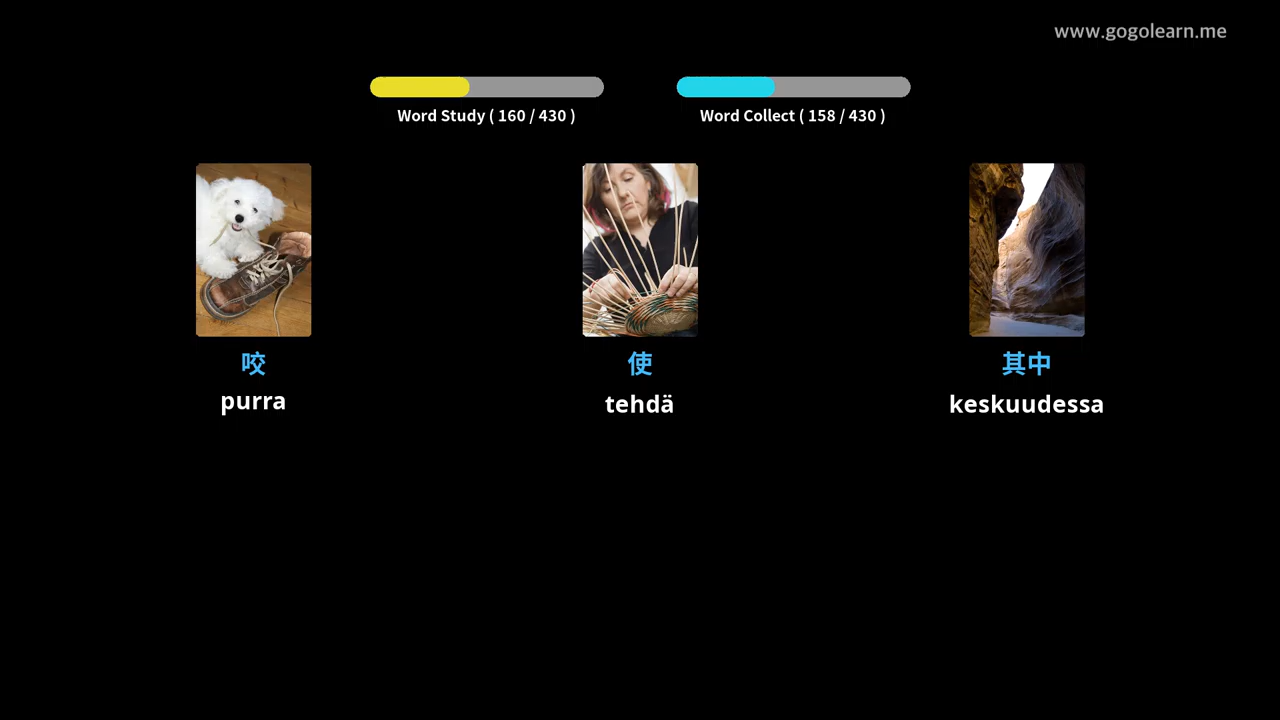 www.gogolearn.me
Word Study ( 160 / 430 )
Word Collect ( 158 / 430 )
咬
使
其中
purra
tehdä
keskuudessa